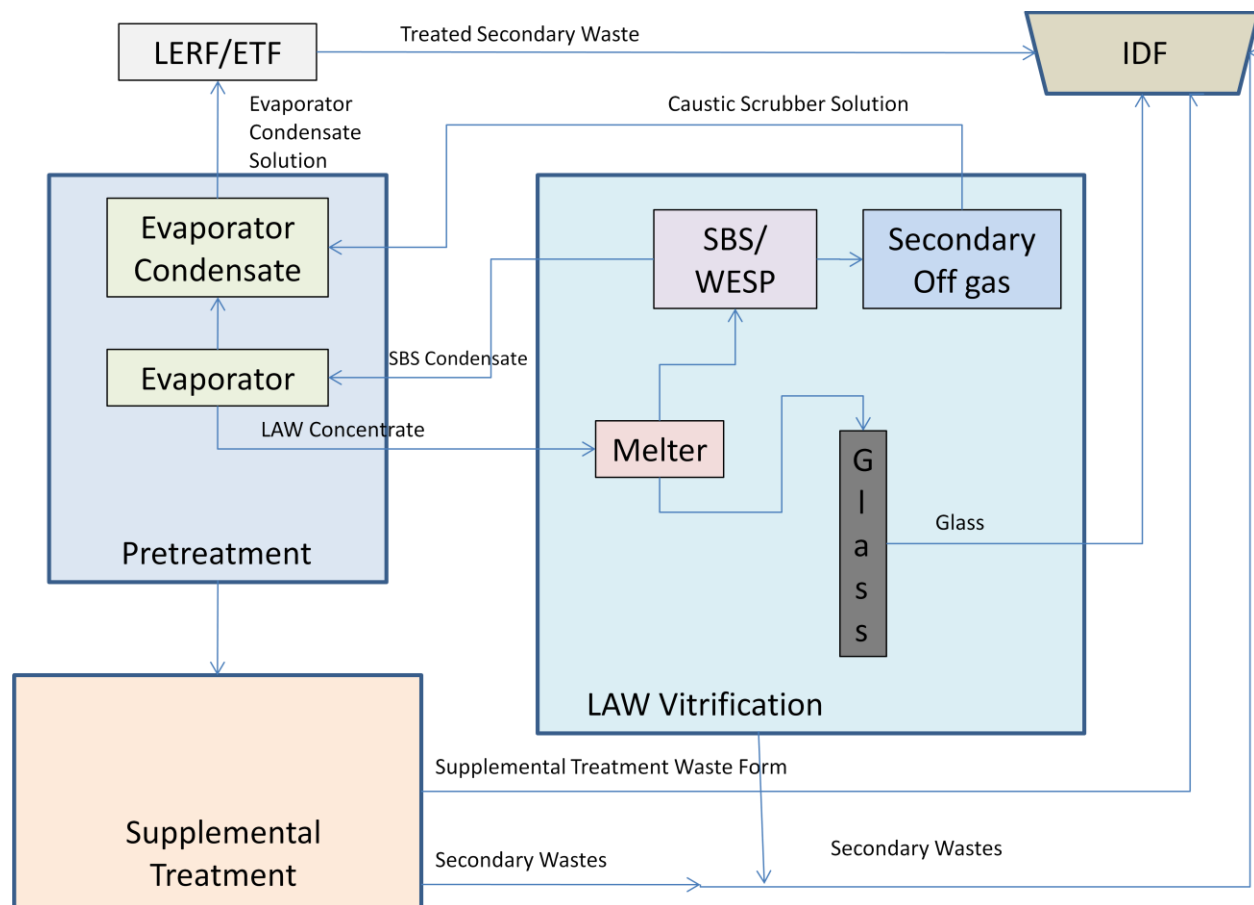 LERF/ETF
Treated Secondary Waste
IDF
Evaporator
Condensate
Solution
Caustic Scrubber Solution
Evaporator
Condensate
SBS/
WESP
Secondary
Off gas
SBS Condensate
Evaporator
LAW Concentrate
Melter
G
l
a
s
s
Glass
Pretreatment
LAW Vitrification
Supplemental Treatment Waste Form
Supplemental
Treatment
Secondary Wastes
Secondary Wastes